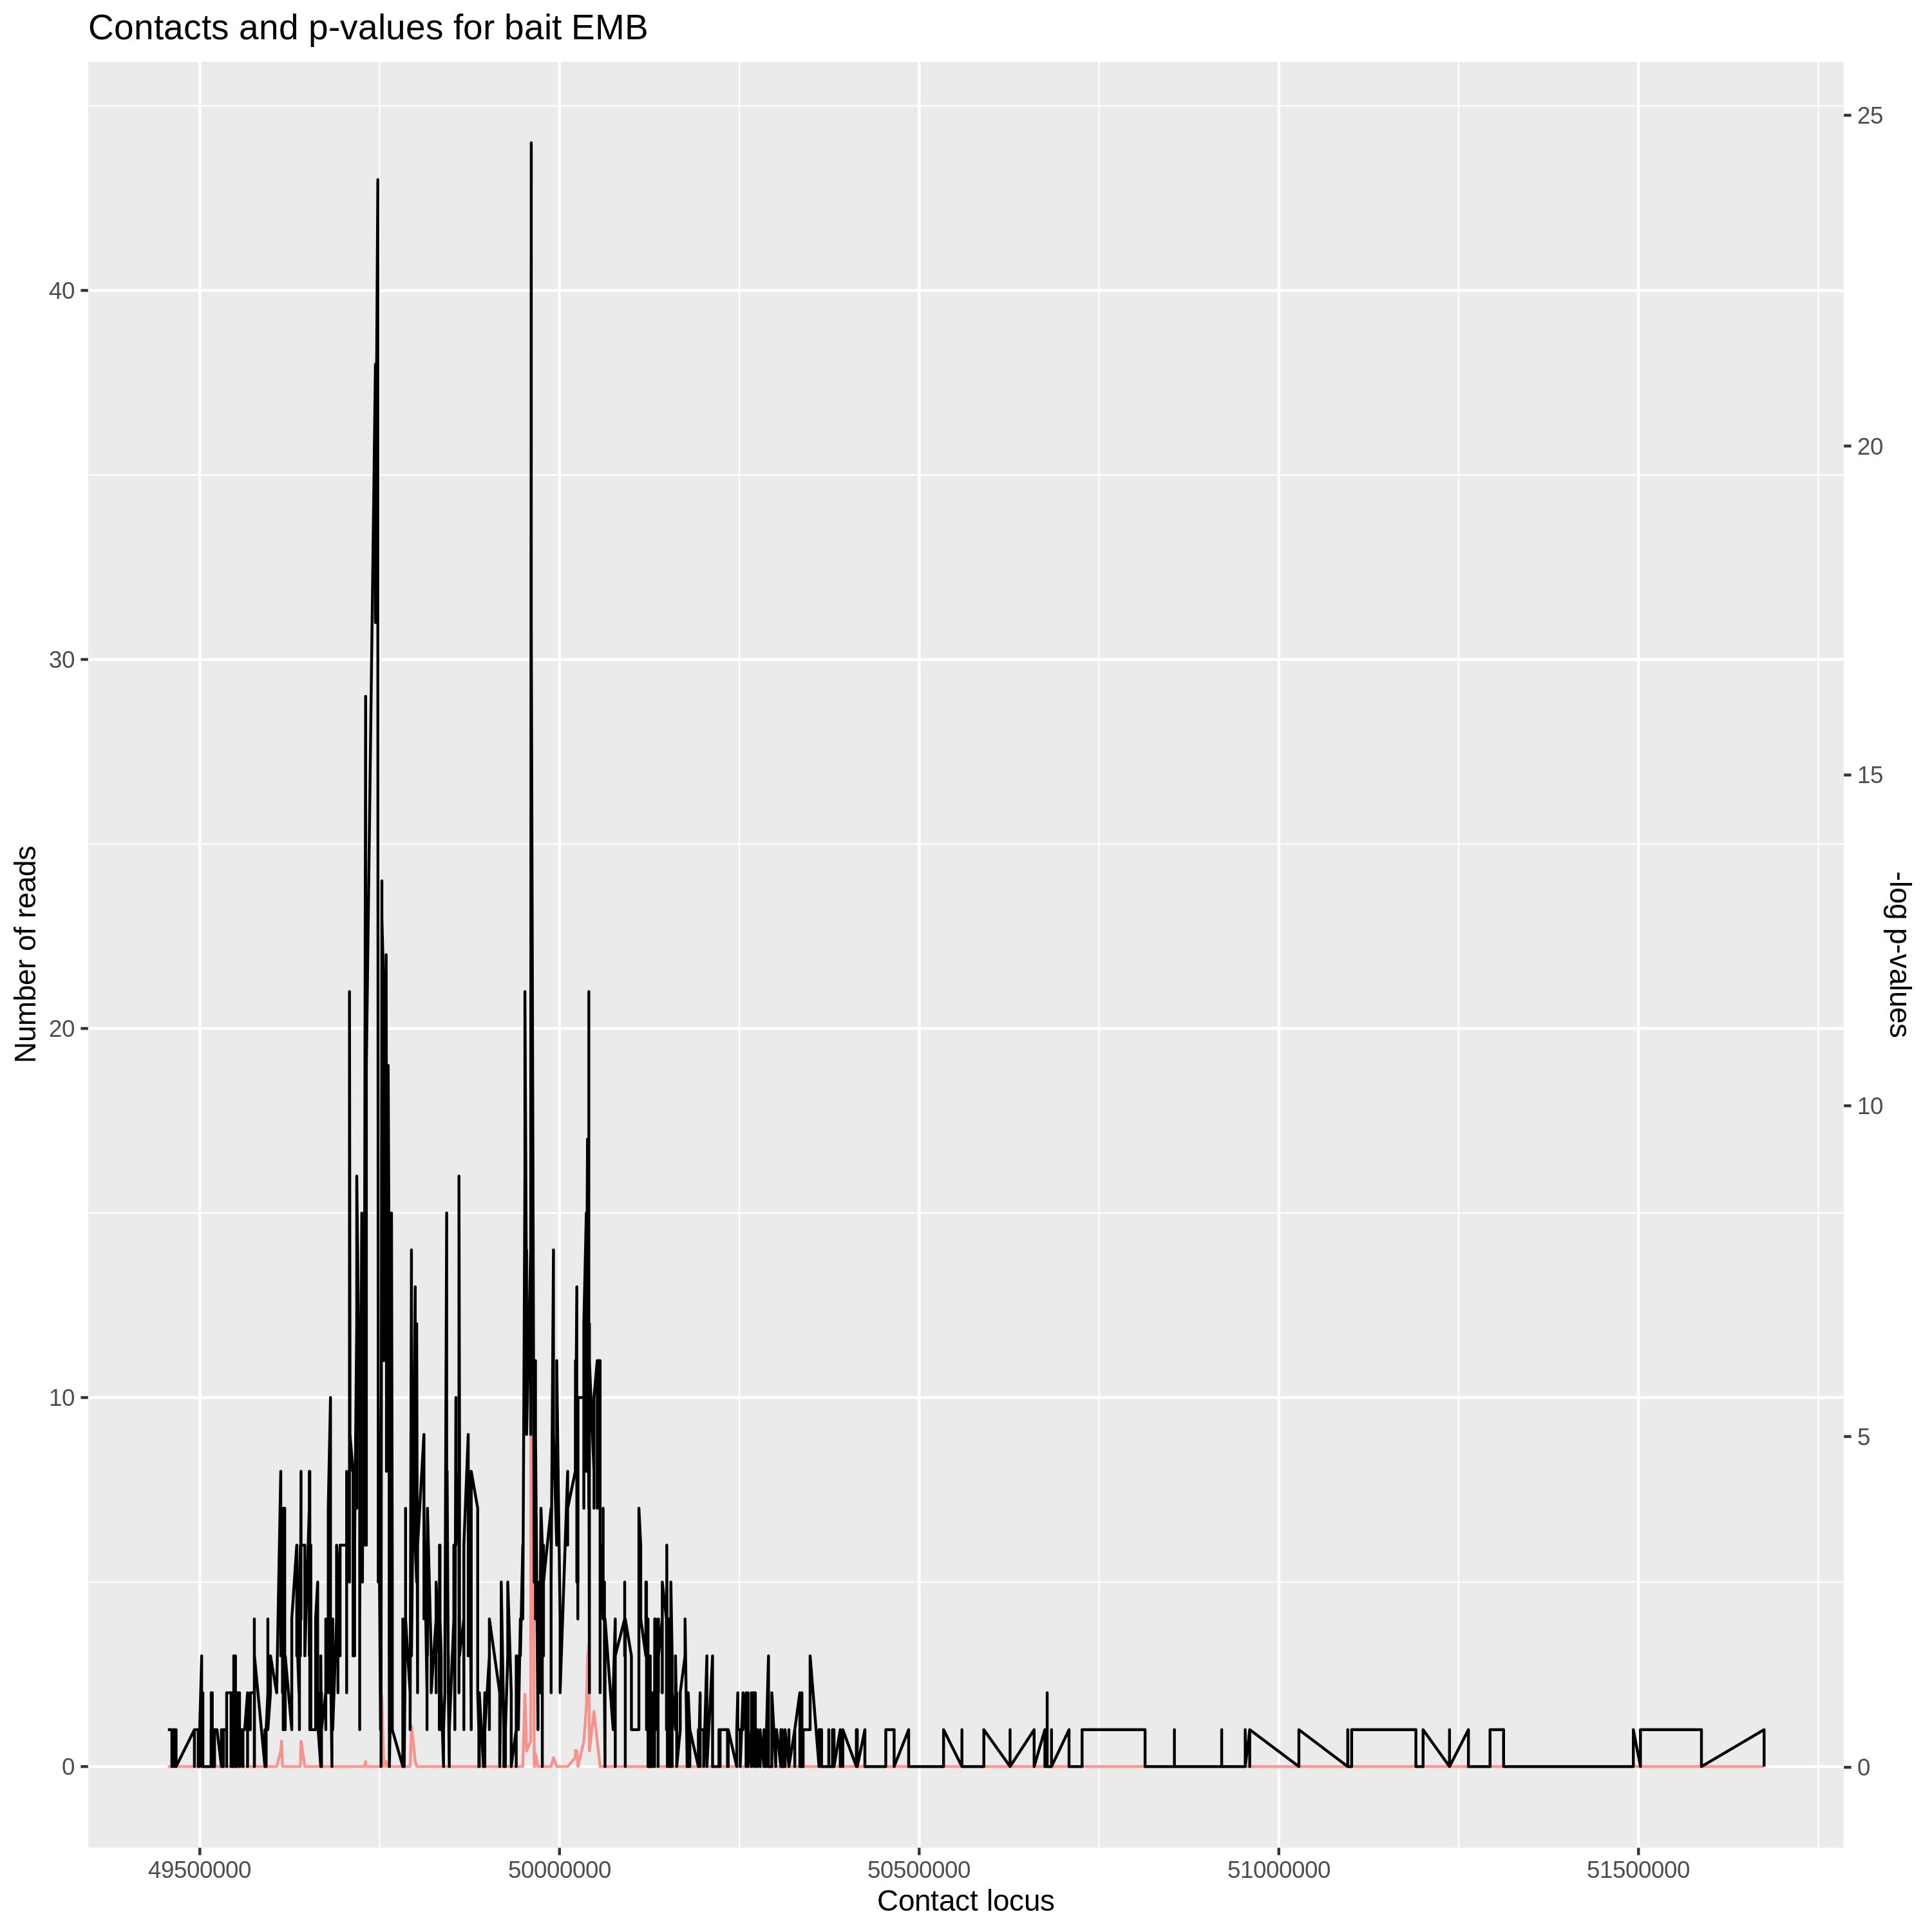 Contacts and p-values for bait EMB
Number of reads
40
30
20
10
0
25
20
15
10
5
0
-log p-values
49500000 50000000 50500000 51000000 51500000
Contact locus